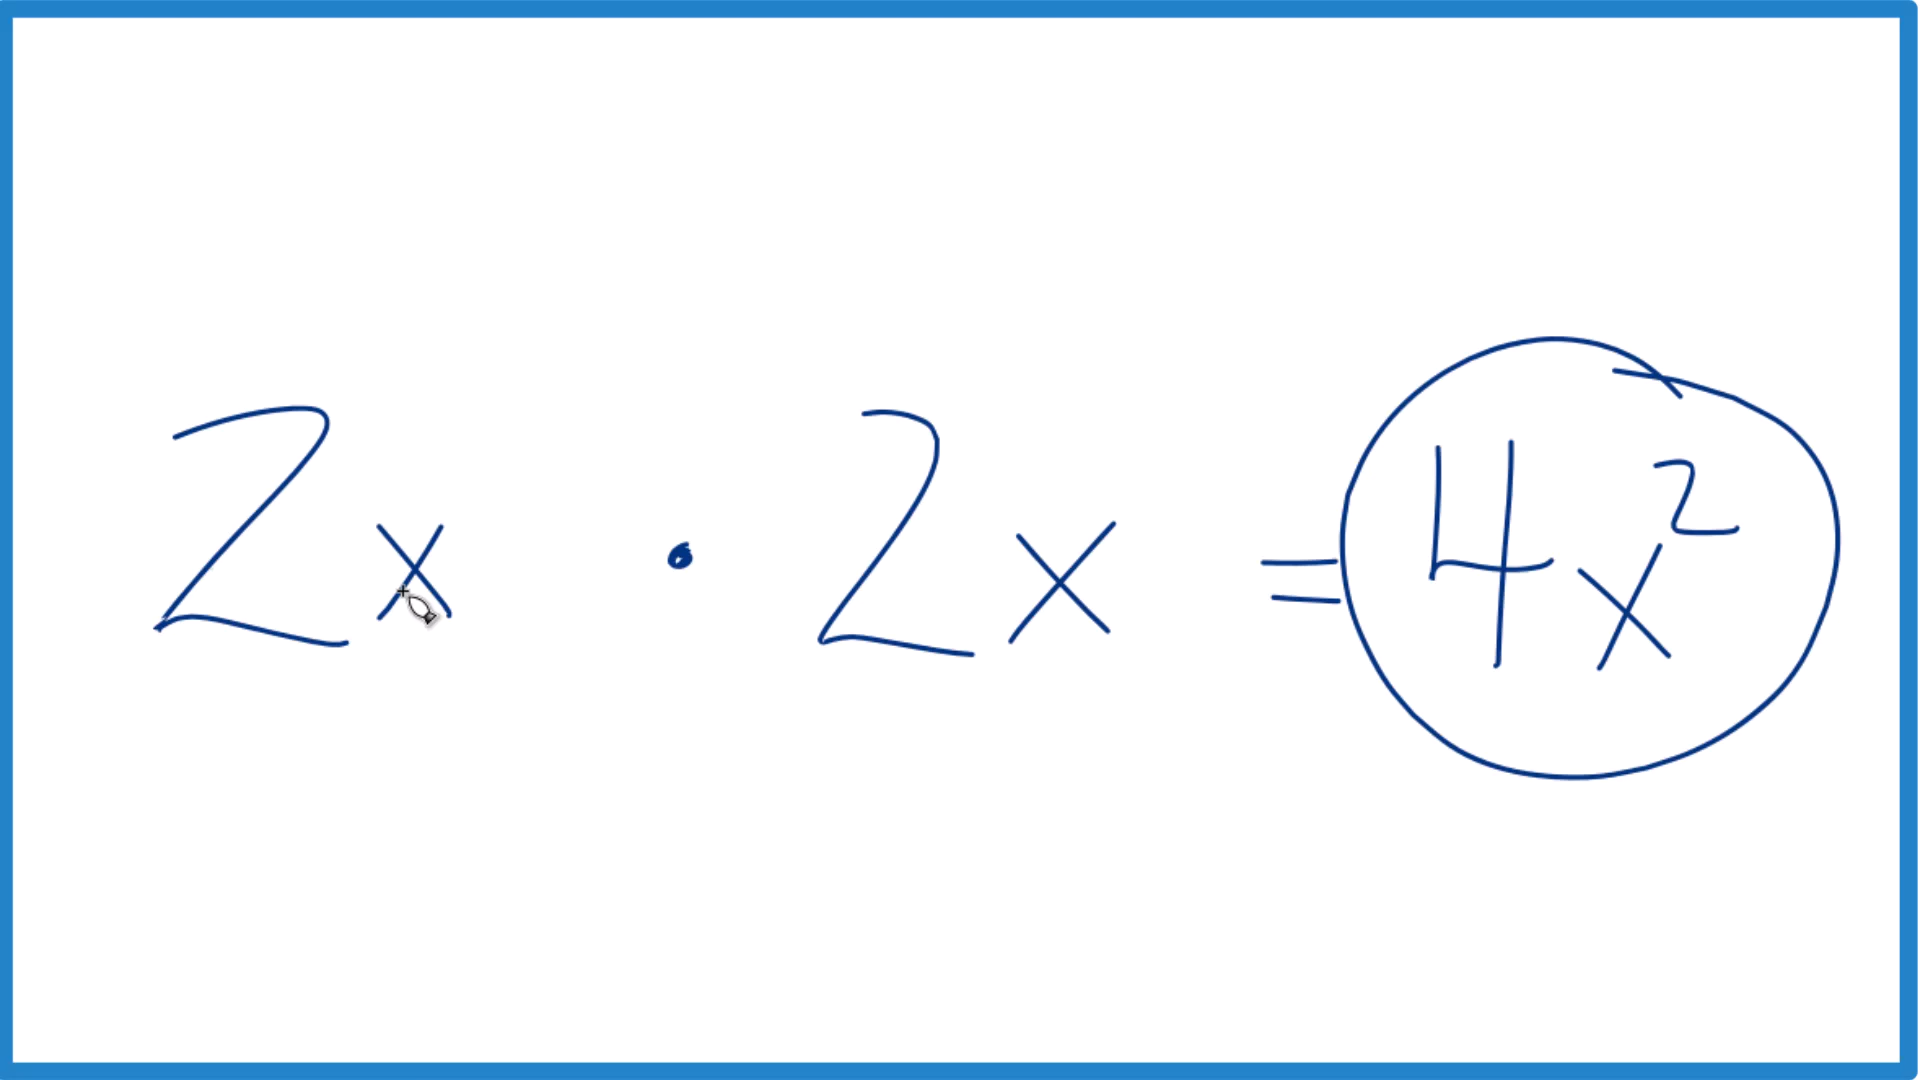 2x · 2x = 4x²